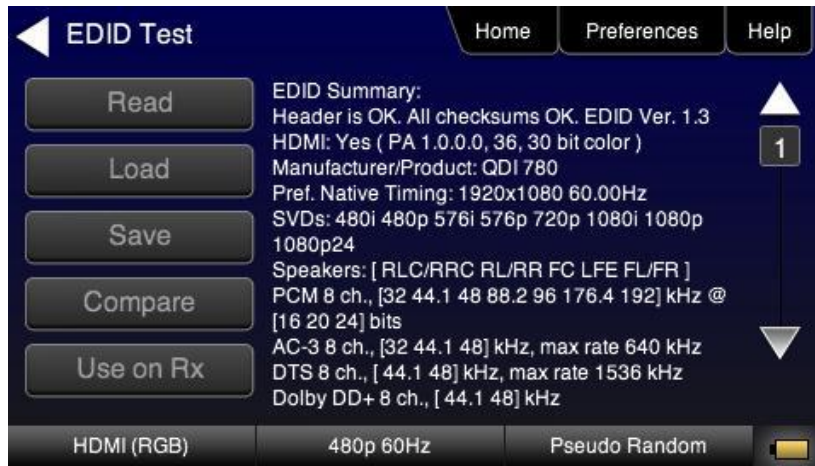 EDID Test
Home
Preferences
Help
Read
Load
Save
Compare
Use on Rx
EDID Summary:
Header is OK. All checksums OK. EDID Ver. 1.3
HDMI: Yes ( PA 1.0.0.0, 36, 30 bit color )
Manufacturer/Product: QDI 780
Pref. Native Timing: 1920x1080 60.00Hz
SVDs: 480i 480p 576i 576p 720p 1080i 1080p
1080p24
Speakers: [ RLC/RRC RL/RR FC LFE FL/FR ]
PCM 8 ch., [32 44.1 48 88.2 96 176.4 192] kHz @
[16 20 24] bits
AC-3 8 ch., [32 44.1 48] kHz, max rate 640 kHz
DTS 8 ch., [ 44.1 48] kHz, max rate 1536 kHz
Dolby DD+ 8 ch., [ 44.1 48] kHz
1
HDMI (RGB)
480p 60Hz
Pseudo Random